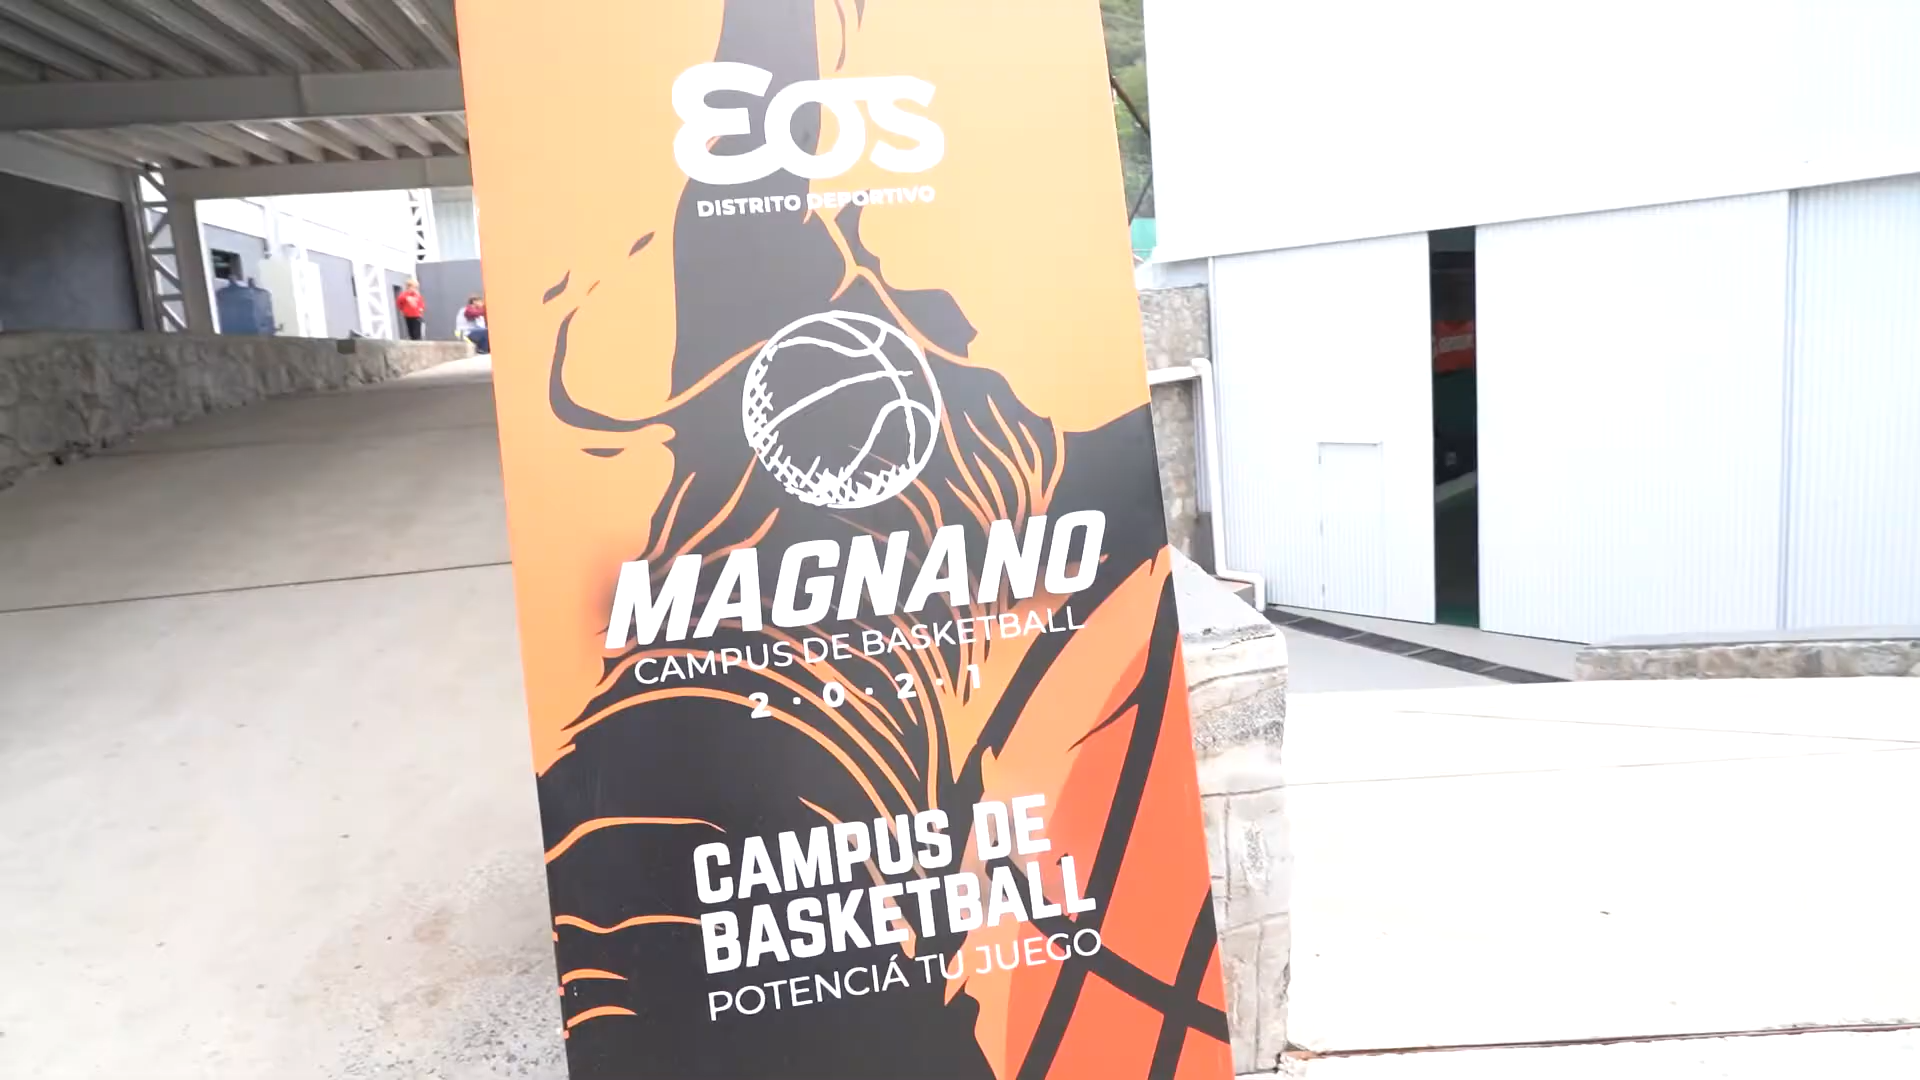 EOS
DISTRITO DEPORTIVO
MAGNANO
CAMPUS DE BASKETBALL
2·0·2·1
CAMPUS DE
BASKETBALL
POTENCIÁ TU JUEGO